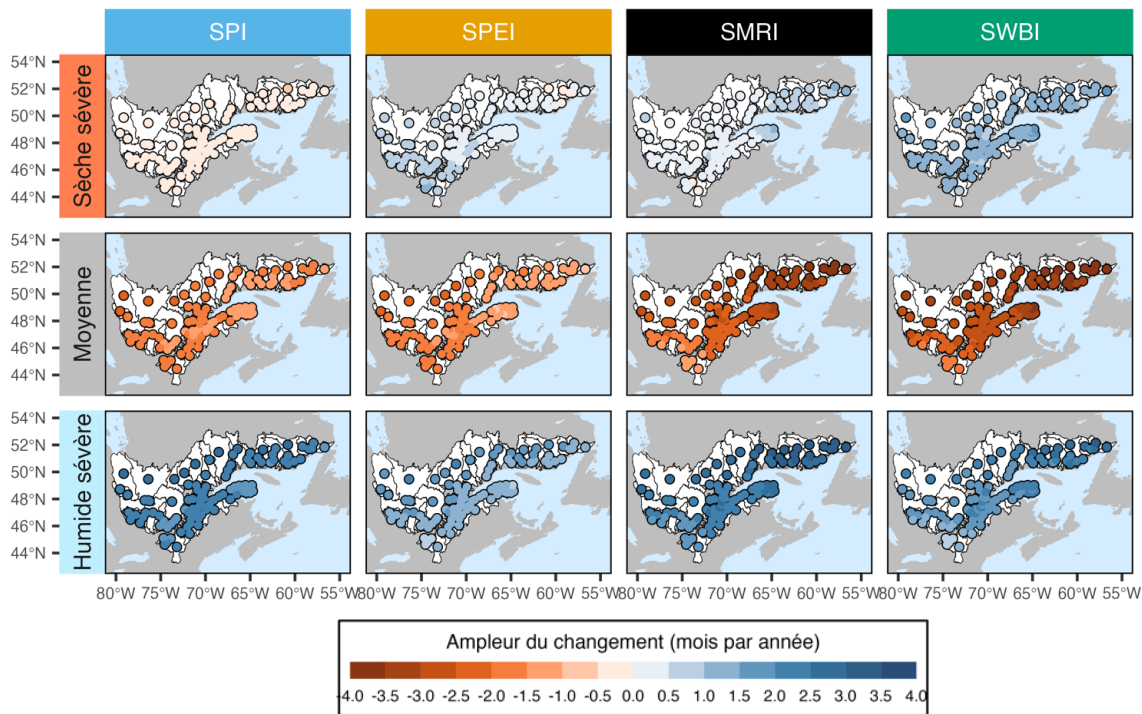 SPI SPEI SMRI SWBI
Sèche sévère
54°N
52°N
50°N
48°N
46°N
44°N
Moyenne
54°N
52°N
50°N
48°N
46°N
44°N
Humide sévère
54°N
52°N
50°N
48°N
46°N
44°N
80°W 75°W 70°W 65°W 60°W 55°W 80°W 75°W 70°W 65°W 60°W 55°W 80°W 75°W 70°W 65°W 60°W 55°W 80°W 75°W 70°W 65°W 60°W 55°W
Ampleur du changement (mois par année)
-4.0 -3.5 -3.0 -2.5 -2.0 -1.5 -1.0 -0.5 0.0 0.5 1.0 1.5 2.0 2.5 3.0 3.5 4.0